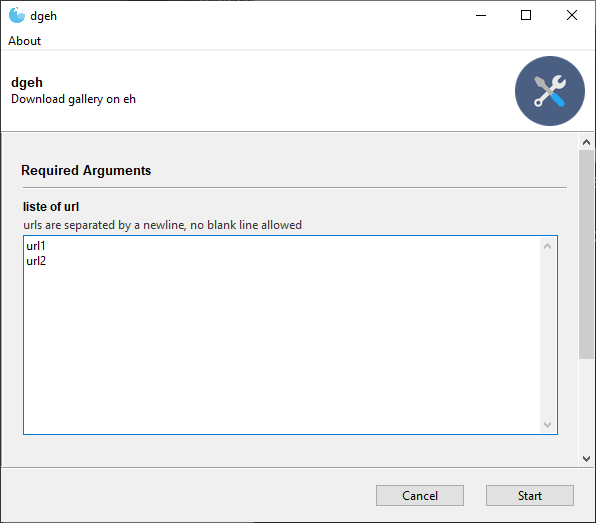 dgeh
About
dgeh
Download gallery on eh
Required Arguments
liste of url
urls are separated by a newline, no blank line allowed
url1
url2
Cancel
Start